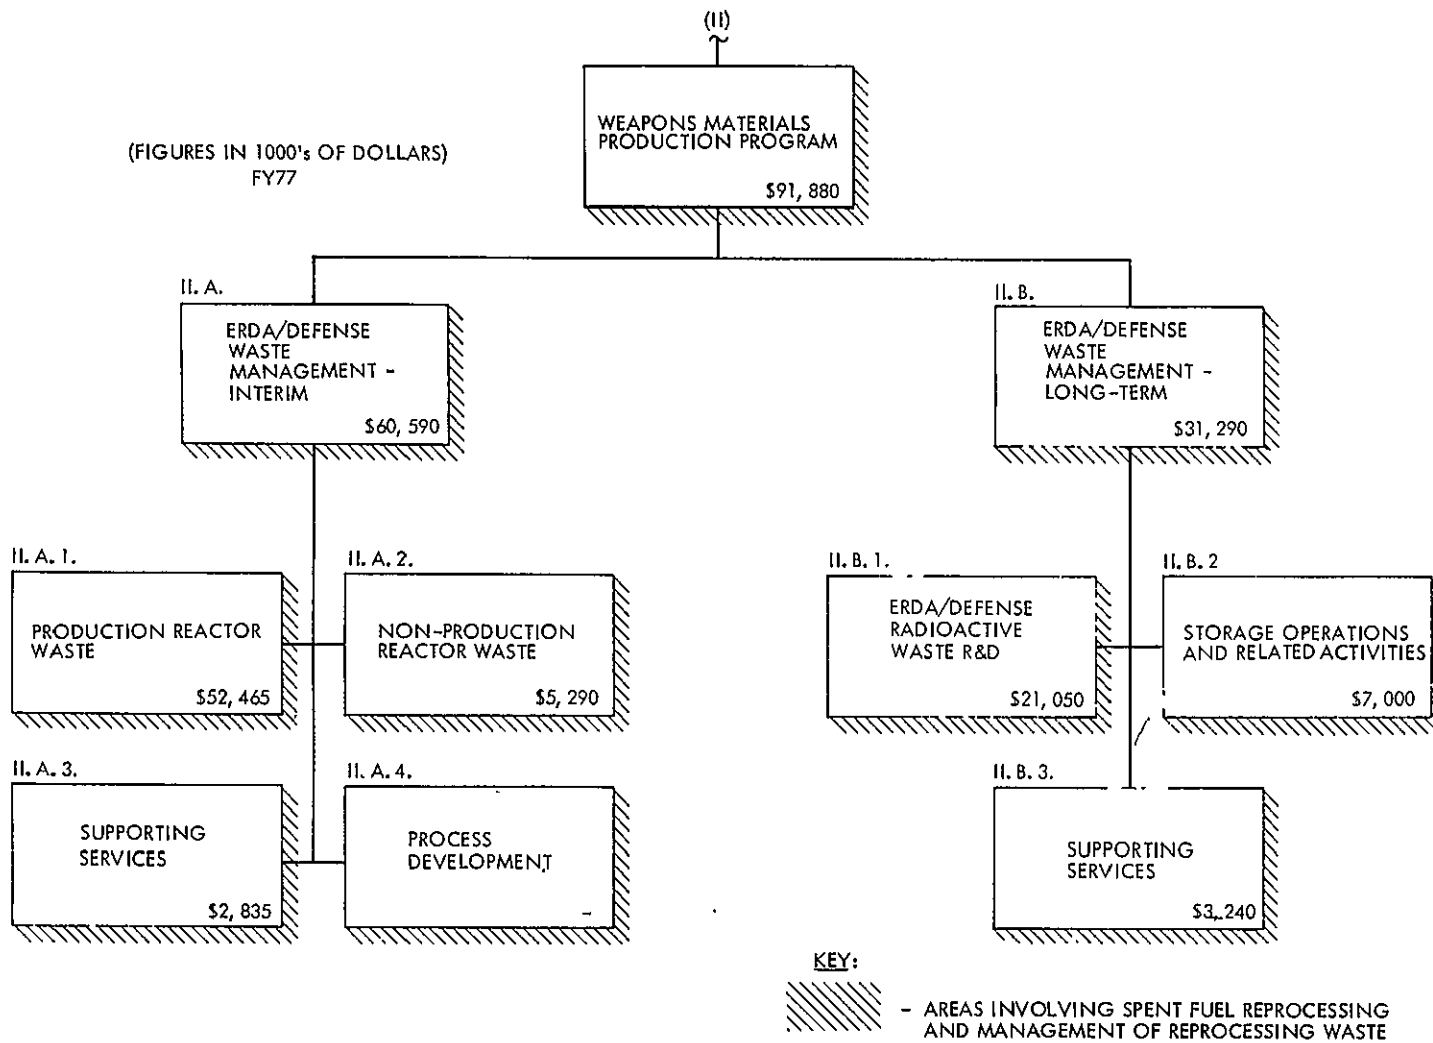 (II)
WEAPONS MATERIALS
PRODUCTION PROGRAM
$91, 880
(FIGURES IN 1000's OF DOLLARS)
FY77
II. A.
ERDA/DEFENSE
WASTE
MANAGEMENT -
INTERIM
$60, 590
II. B.
ERDA/DEFENSE
WASTE
MANAGEMENT -
LONG-TERM
$31, 290
II. A. 1.
PRODUCTION REACTOR
WASTE
$52, 465
II. A. 2.
NON-PRODUCTION
REACTOR WASTE
$5, 290
II. B. 1.
ERDA/DEFENSE
RADIOACTIVE
WASTE R&D
$21, 050
II. B. 2
STORAGE OPERATIONS
AND RELATED ACTIVITIES
$7, 000
II. A. 3.
SUPPORTING
SERVICES
$2, 835
II. A. 4.
PROCESS
DEVELOPMENT
-
II. B. 3.
SUPPORTING
SERVICES
$3, 240
KEY:
- AREAS INVOLVING SPENT FUEL REPROCESSING
AND MANAGEMENT OF REPROCESSING WASTE